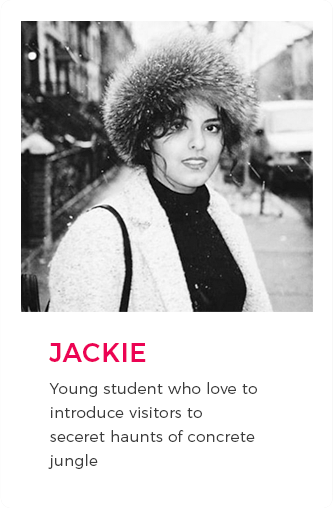 JACKIE
Young student who love to
introduce visitors to
seceret haunts of concrete
jungle